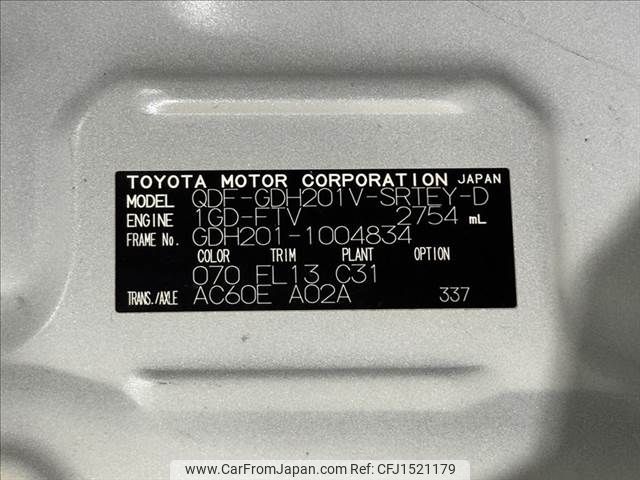 TOYOTA MOTOR CORPORATION JAPAN
MODEL QDF-GDH201V-SRTEY-D
ENGINE 1GD-FTV 2754 mL
FRAME No. GDH201-1004834
COLOR TRIM PLANT OPTION
070 FL13 C31
TRANS./AXLE AC60E A02A 337
www.CarFromJapan.com - Ref: CFJ1521179